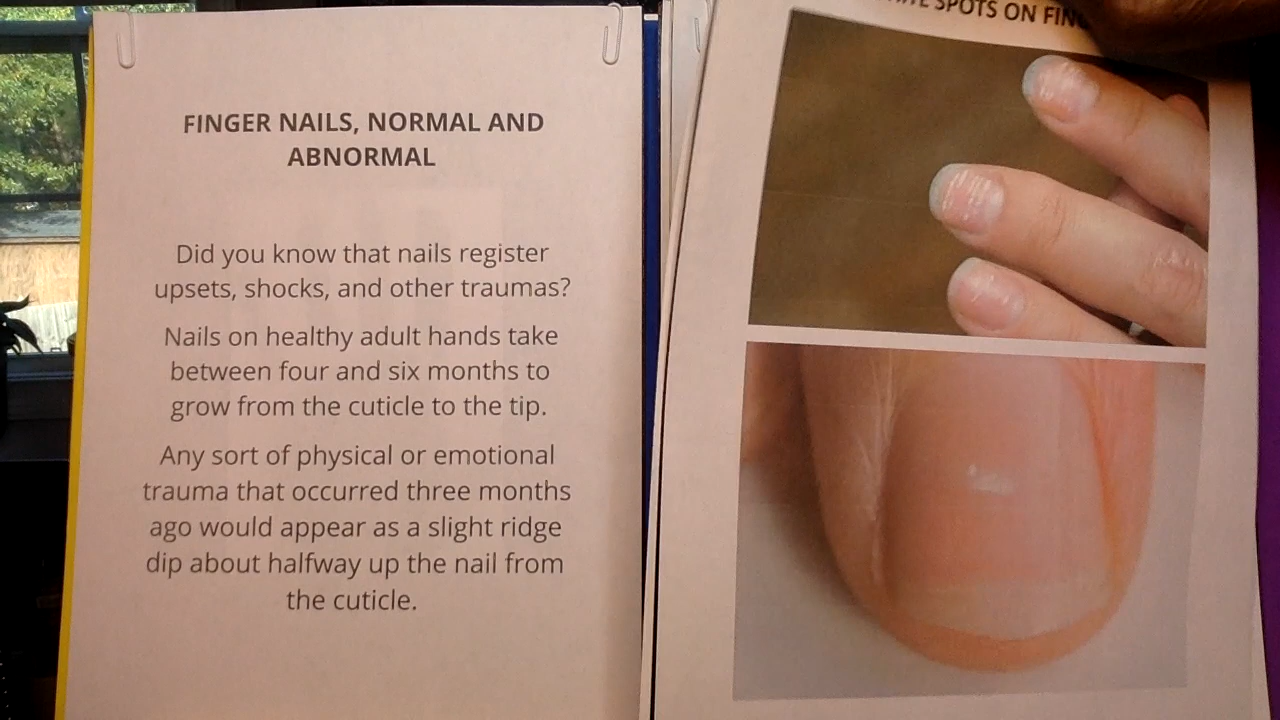 FINGER NAILS, NORMAL AND
ABNORMAL
Did you know that nails register
upsets, shocks, and other traumas?
Nails on healthy adult hands take
between four and six months to
grow from the cuticle to the tip.
Any sort of physical or emotional
trauma that occurred three months
ago would appear as a slight ridge
dip about halfway up the nail from
the cuticle.
SPOTS ON